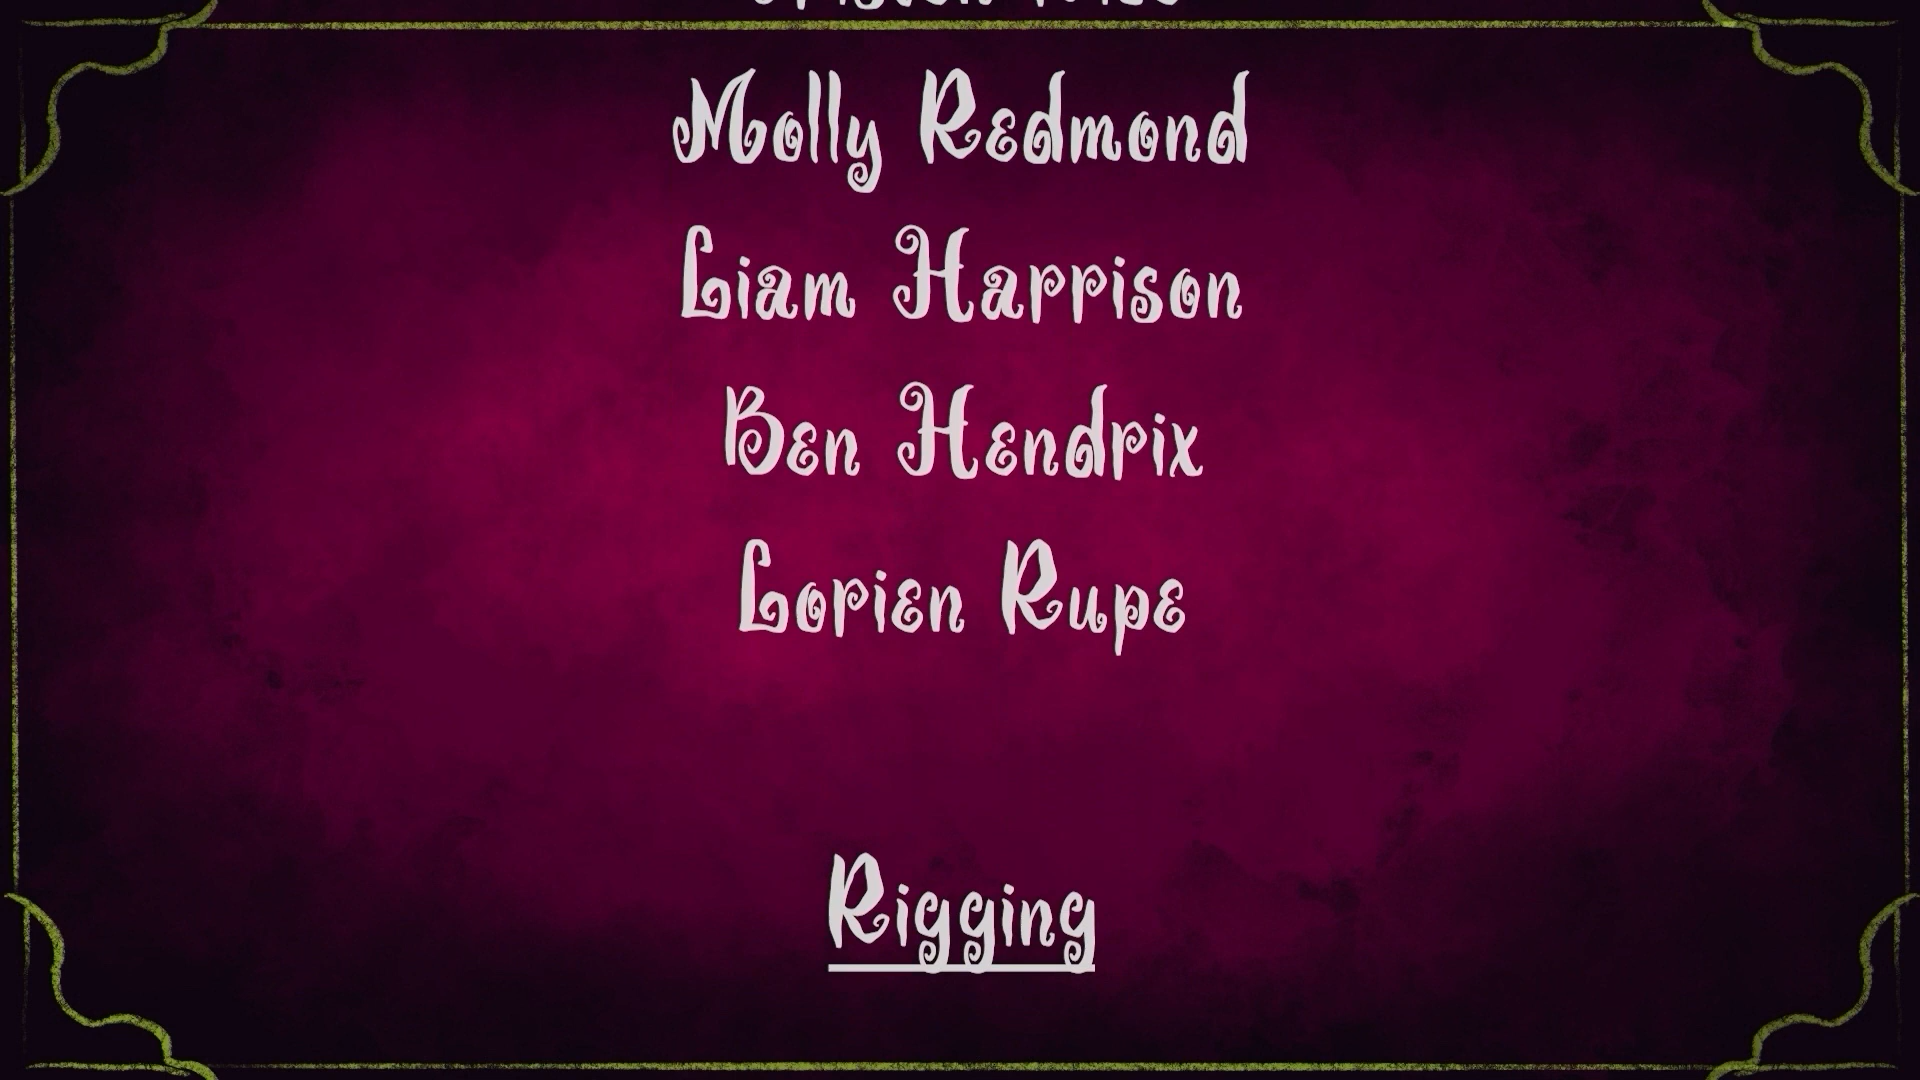 Molly Redmond
Liam Harrison
Ben Hendrix
Lorien Rupe
Rigging